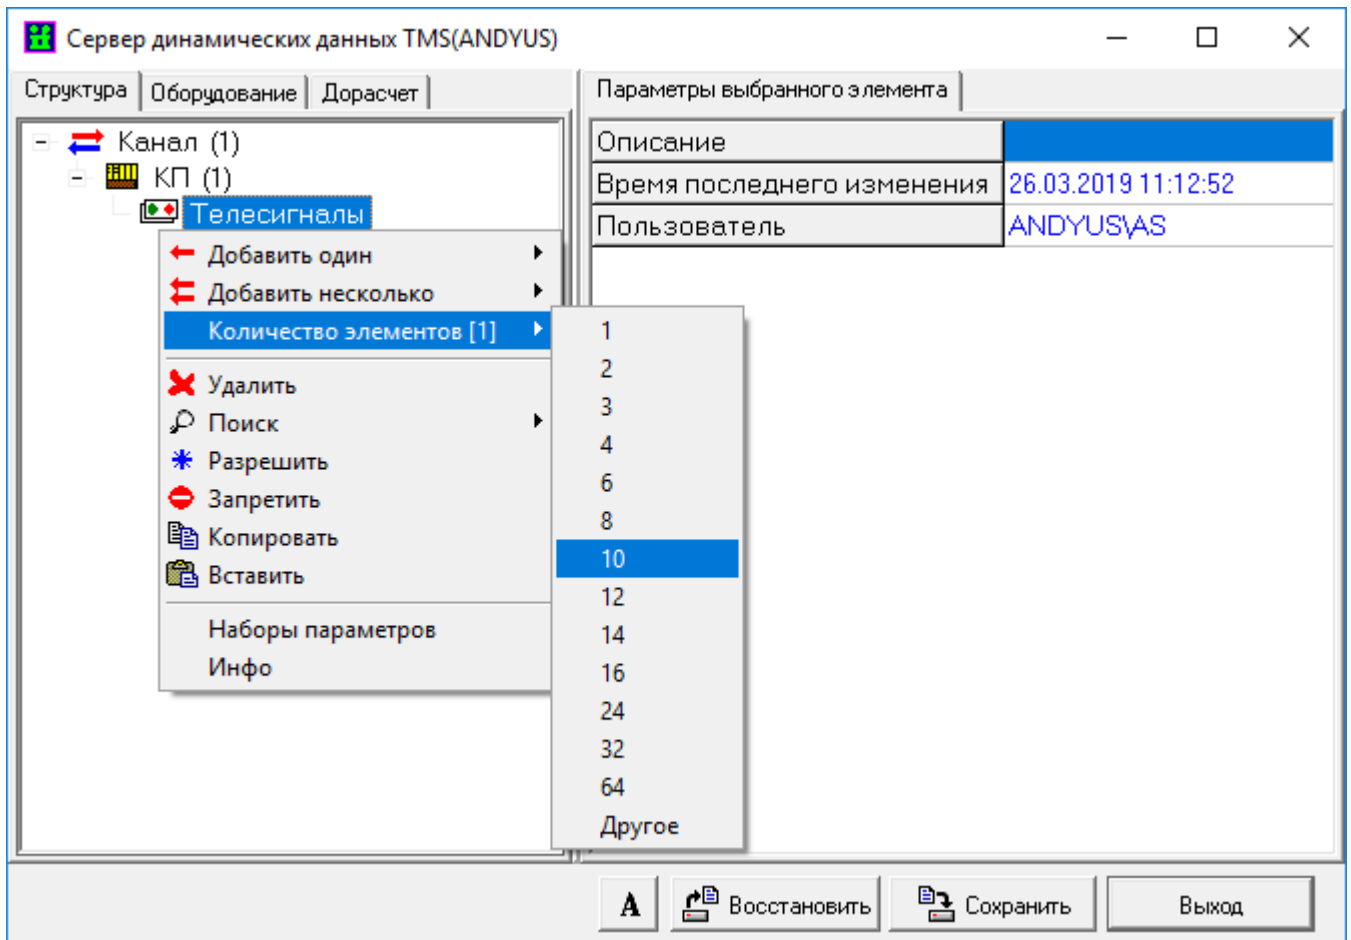 Сервер динамических данных TMS(ANDYUS)
Структура Оборудование Дорасчет
Параметры выбранного элемента
Канал (1)
КП (1)
Телесигналы
Описание
Время последнего изменения 26.03.2019 11:12:52
Пользователь ANDYUS\AS
Добавить один
Добавить несколько
Количество элементов [1]
Удалить
Поиск
Разрешить
Запретить
Копировать
Вставить
Наборы параметров
Инфо
1
2
3
4
6
8
10
12
14
16
24
32
64
Другое
A Восстановить Сохранить Выход